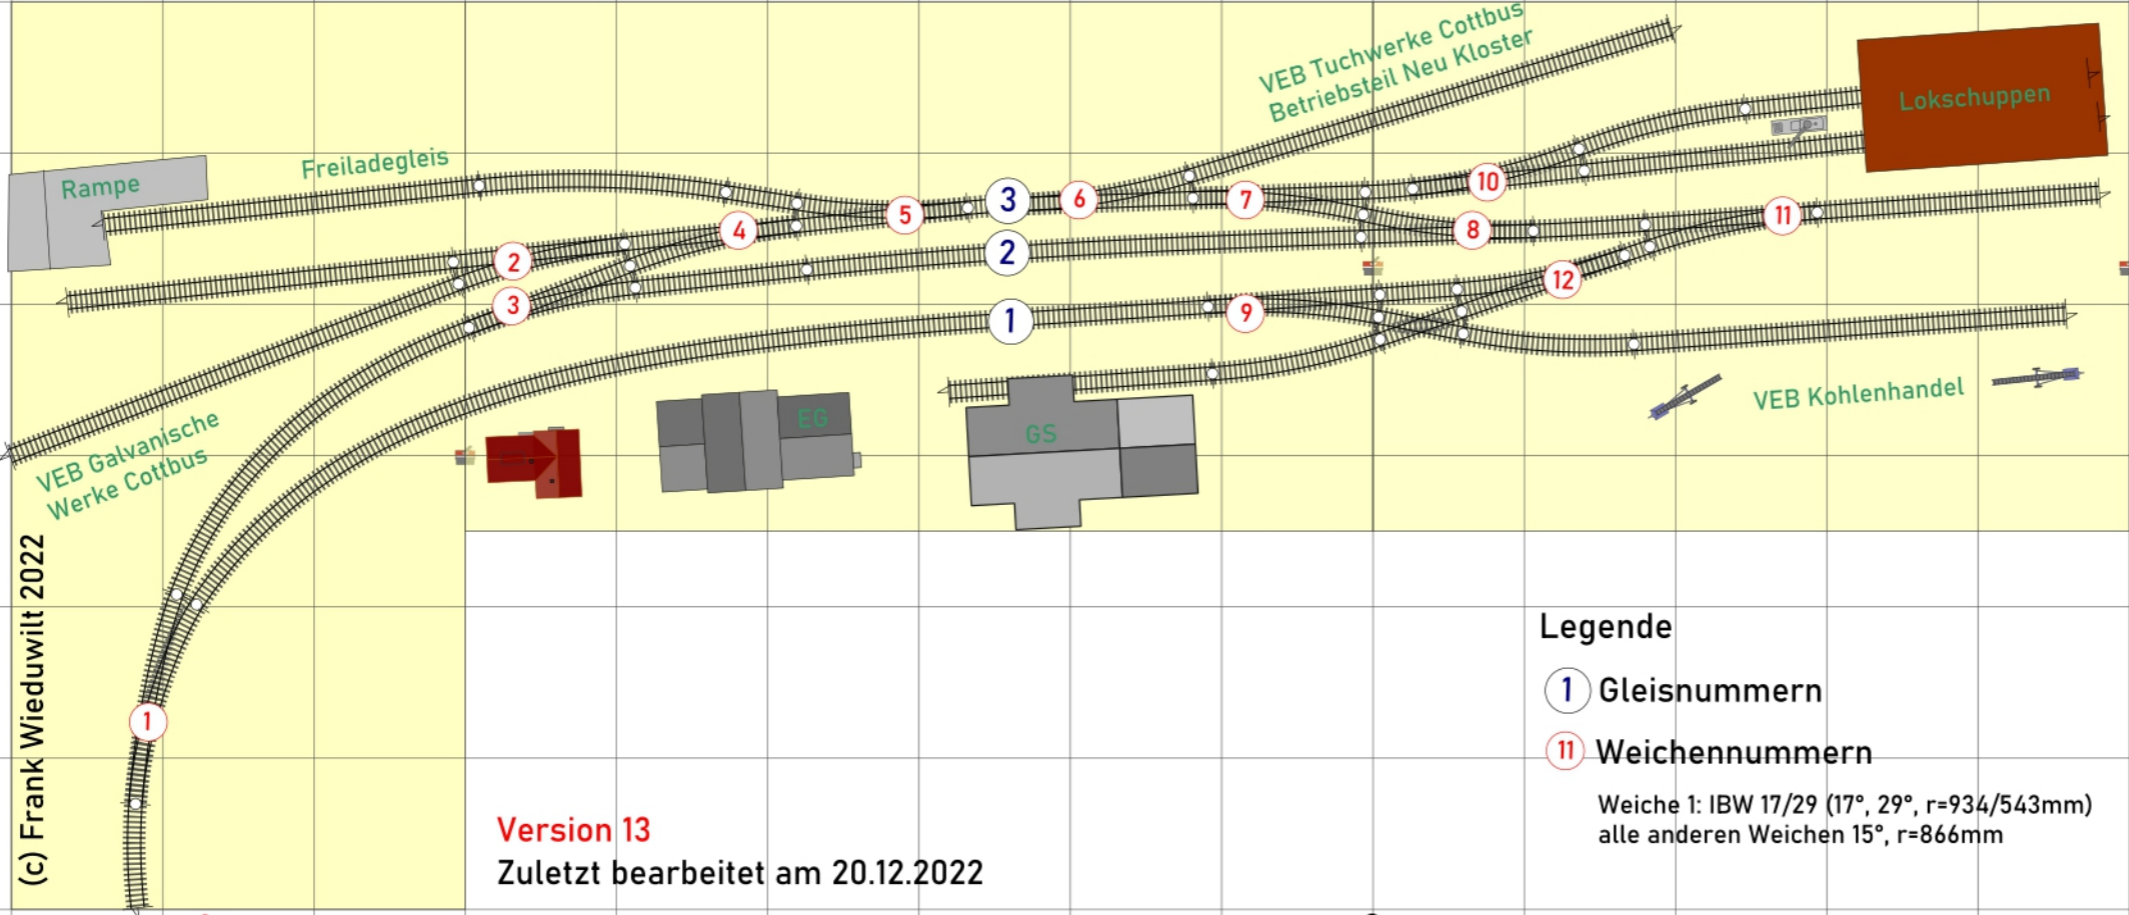 VEB Tuchwerke Cottbus
Betriebsteil Neu Kloster
Lokschuppen
Freiladegleis
Rampe
10
3
6
7
5
11
4
8
2
2
12
3
1
9
VEB Kohlenhandel
EG
GS
VEB Galvanische
Werke Cottbus
1
(c) Frank Wieduwilt 2022
Legende
1 Gleisnummern
11 Weichennummern
Weiche 1: IBW 17/29 (17°, 29°, r=934/543mm)
alle anderen Weichen 15°, r=866mm
Version 13
Zuletzt bearbeitet am 20.12.2022